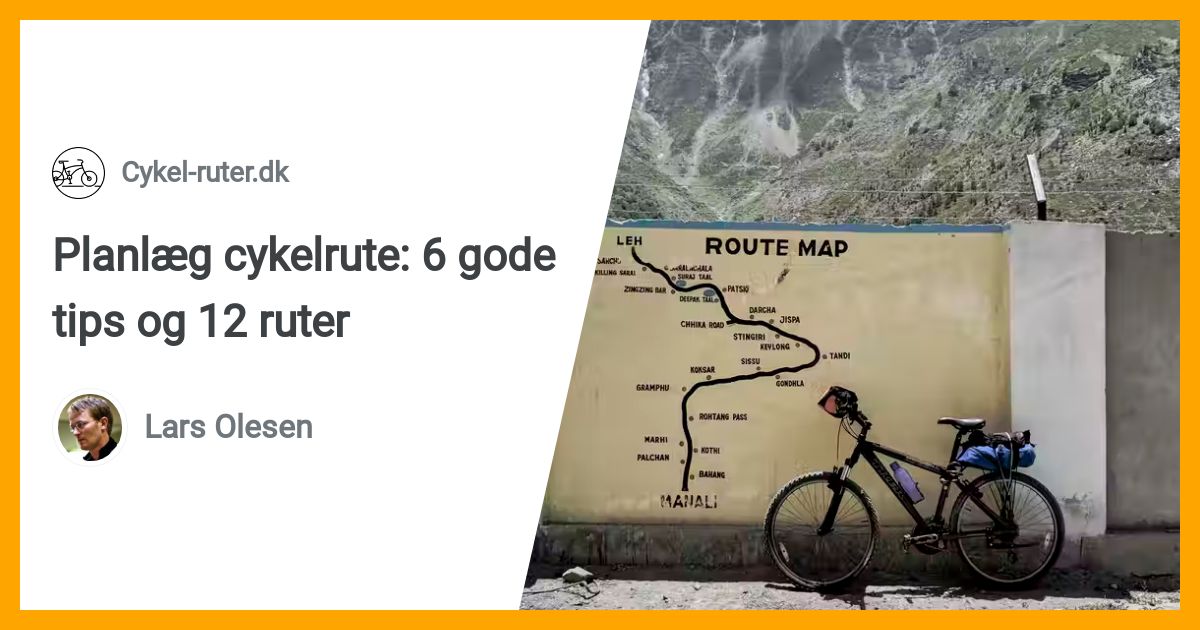 Cykel-ruter.dk
Planlæg cykelrute: 6 gode
tips og 12 ruter
Lars Olesen
ROUTE MAP
LEH
KILLING SARAI
SURAJ TAAL
ZINGZING BAR
PATSIO
DEEPAK TAAL
DARCHA
CHHIKA ROAD
JISPA
STINGIRI
KEYLONG
TANDI
SISSU
KOKSAR
GONDHLA
GRAMPHU
ROHTANG PASS
MARHI
KOTHI
PALCHAN
BAHANG
MANALI